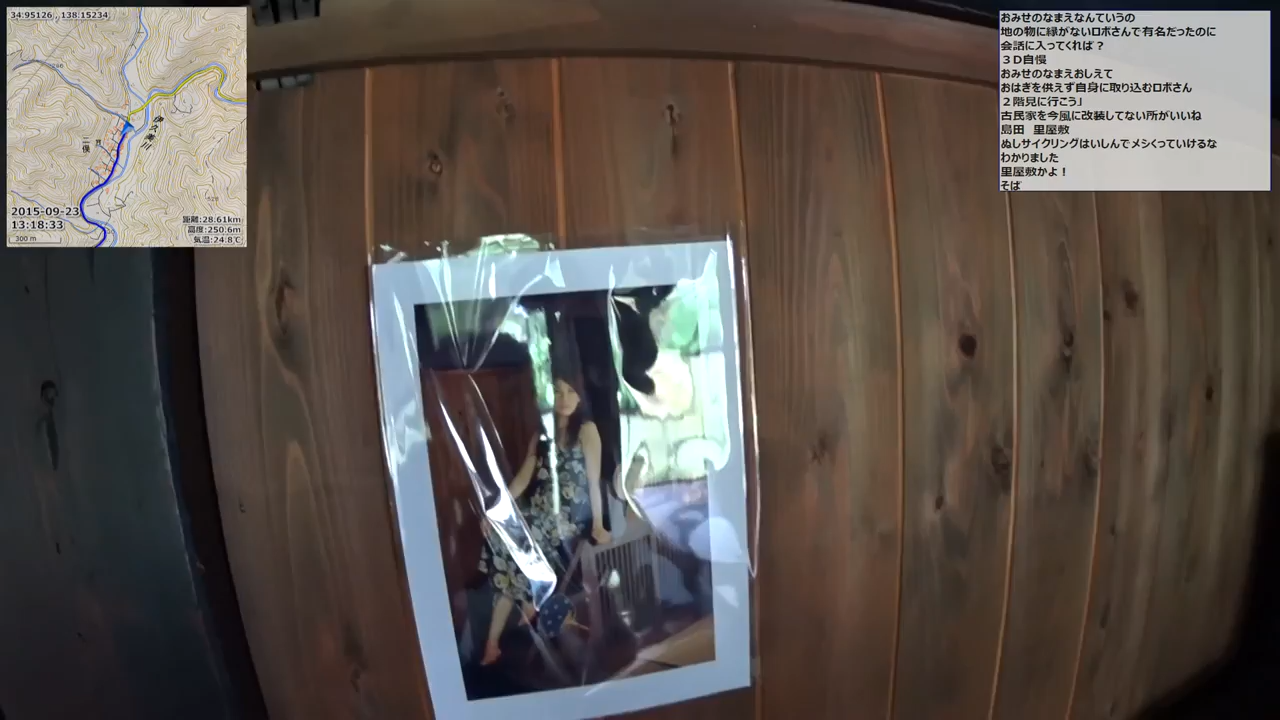 34.95126 , 138.15234
286
伊久美川
二俣
528
2015-09-23
13:18:33
300 m
距離:28.61km
高度:250.6m
気温:24.8℃
おみせのなまえなんていうの
地の物に縁がないロボさんで有名だったのに
会話に入ってくれば？
３Ｄ自慢
おみせのなまえおしえて
おはぎを供えず自身に取り込むロボさん
２階見に行こう」
古民家を今風に改装してない所がいいね
島田　里屋敷
ぬしサイクリングはいしんでメシくっていけるな
わかりました
里屋敷かよ！
そば